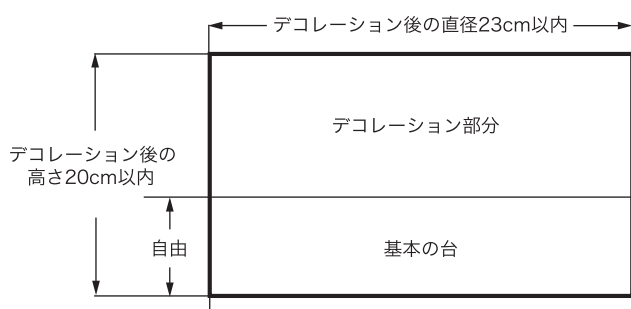 デコレーション後の直径23cm以内
デコレーション部分
デコレーション後の
高さ20cm以内
自由
基本の台